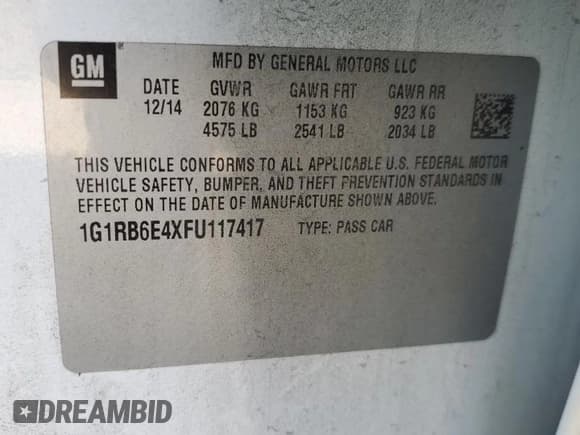 GM
MFD BY GENERAL MOTORS LLC
DATE GVWR GAWR FRT GAWR RR
12/14 2076 KG 1153 KG 923 KG
4575 LB 2541 LB 2034 LB
THIS VEHICLE CONFORMS TO ALL APPLICABLE U.S. FEDERAL MOTOR
VEHICLE SAFETY, BUMPER, AND THEFT PREVENTION STANDARDS IN
EFFECT ON THE DATE OF MANUFACTURE SHOWN ABOVE.
1G1RB6E4XFU117417 TYPE: PASS CAR
DREAMBID